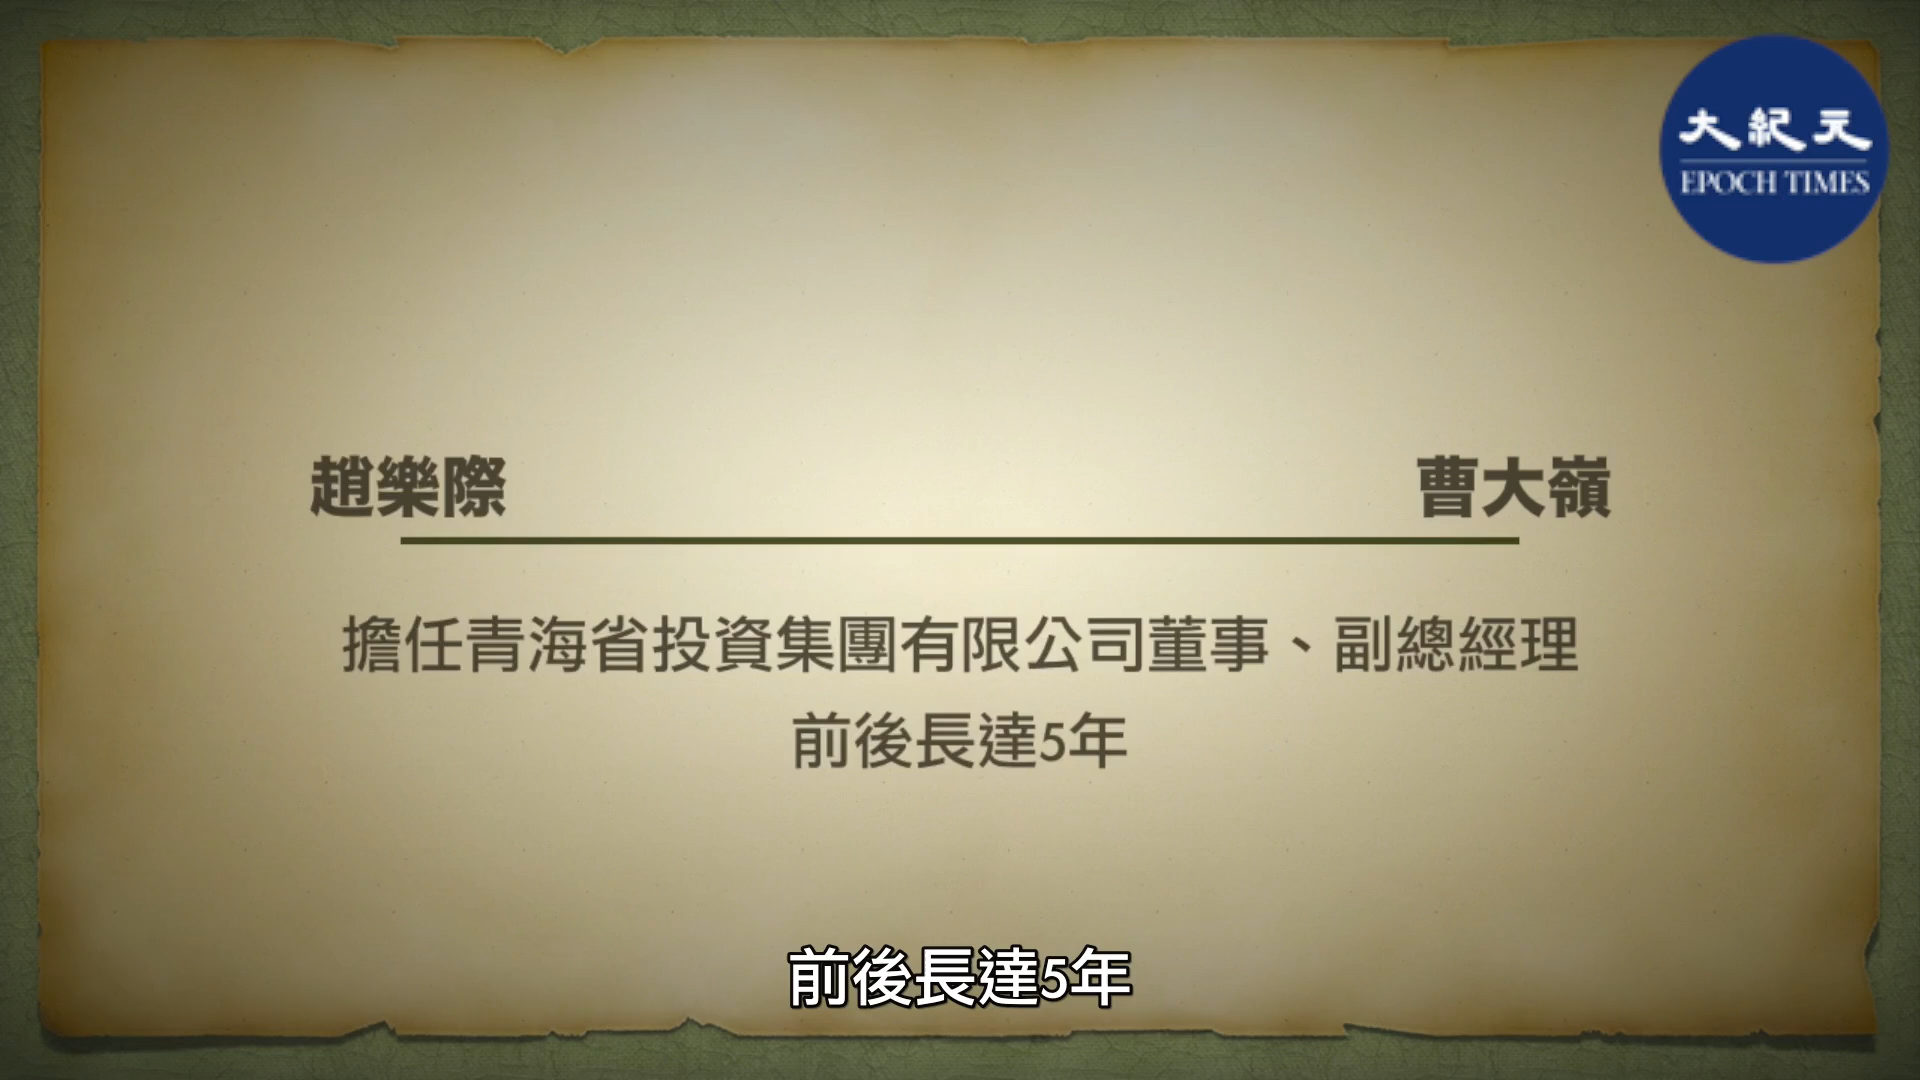 大紀元
EPOCH TIMES
趙樂際
曹大嶺
擔任青海省投資集團有限公司董事、副總經理
前後長達5年
前後長達5年